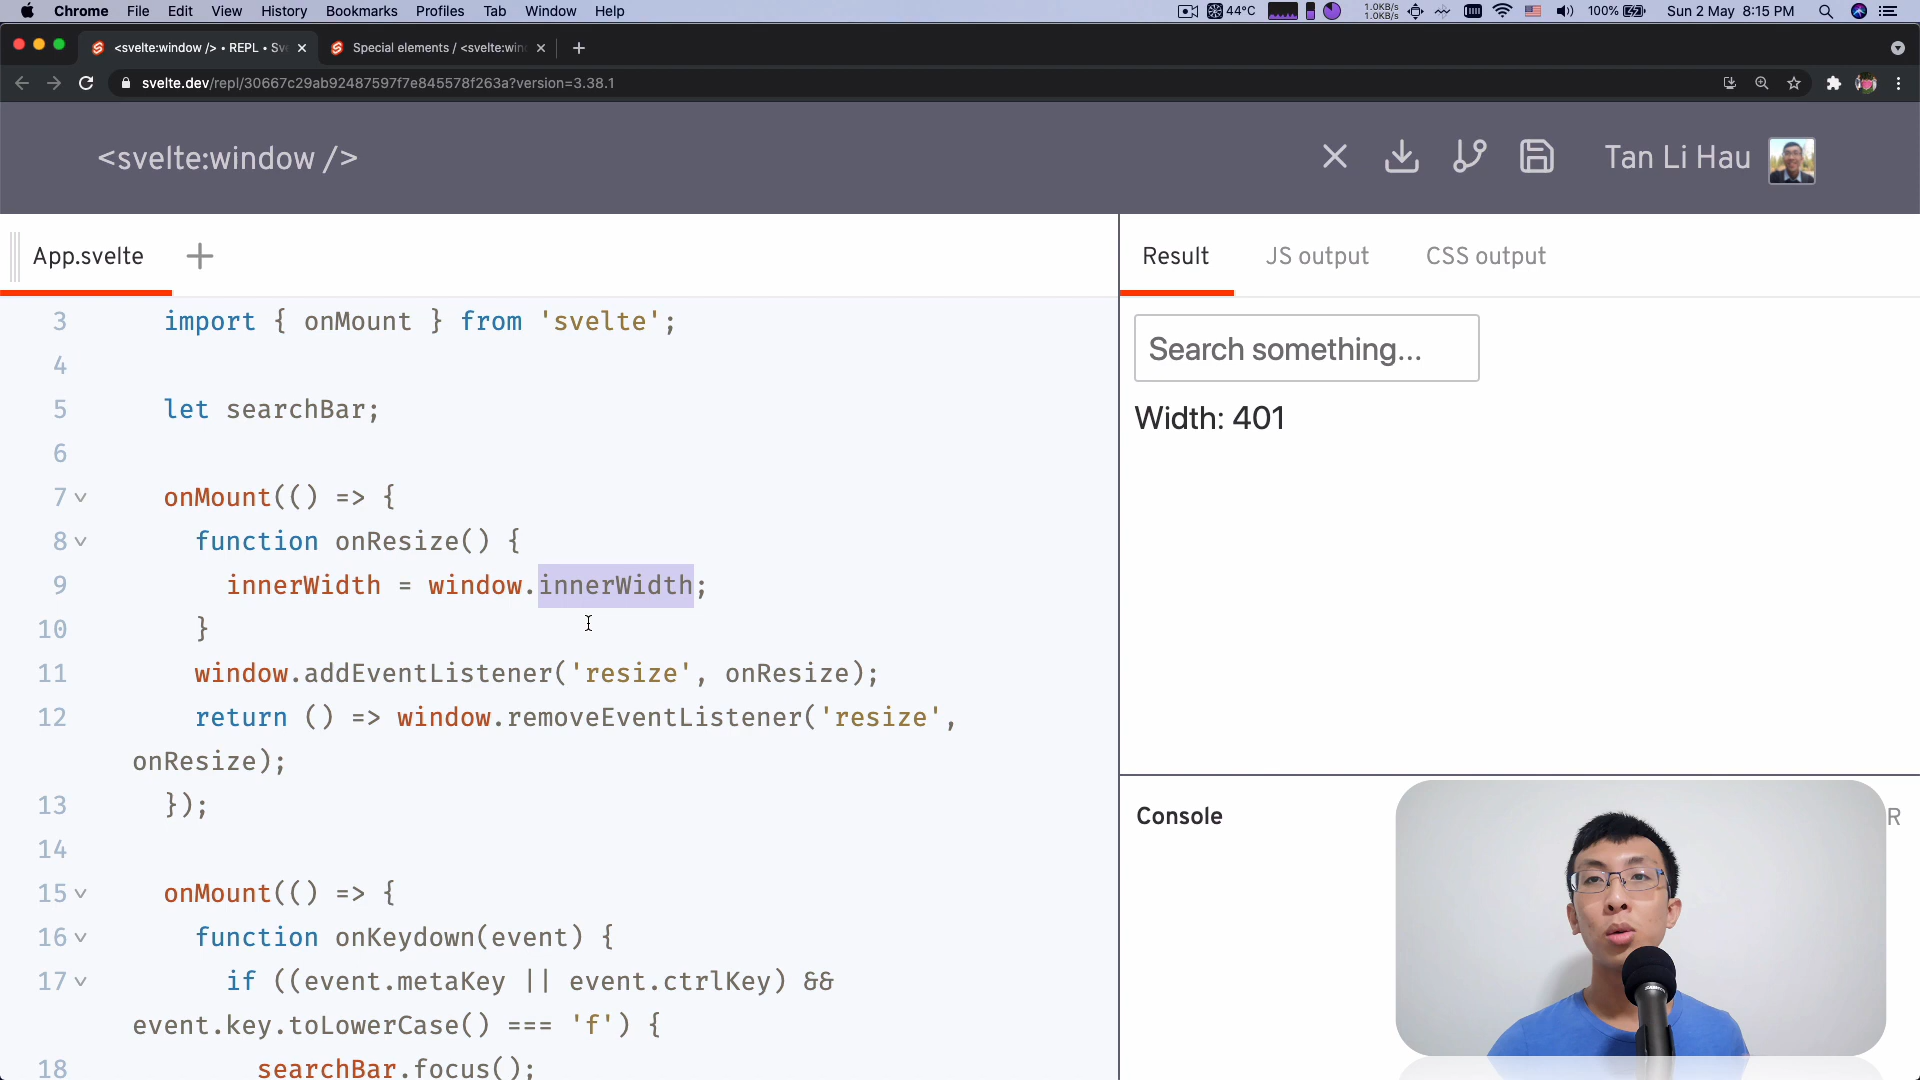 Chrome File Edit View History Bookmarks Profiles Tab Window Help
44°C 1.0KB/s 1.0KB/s 100% Sun 2 May 8:15 PM
<svelte:window /> • REPL • Sv
Special elements / <svelte:win
svelte.dev/repl/30667c29ab92487597f7e845578f263a?version=3.38.1
<svelte:window />
Tan Li Hau
App.svelte
3 import { onMount } from 'svelte';
4
5 let searchBar;
6
7 onMount(() => {
8 function onResize() {
9 innerWidth = window.innerWidth;
10 }
11 window.addEventListener('resize', onResize);
12 return () => window.removeEventListener('resize',
onResize);
13 });
14
15 onMount(() => {
16 function onKeydown(event) {
17 if ((event.metaKey || event.ctrlKey) &&
event.key.toLowerCase() === 'f') {
18 searchBar.focus();
Result JS output CSS output
Search something...
Width: 401
Console
R